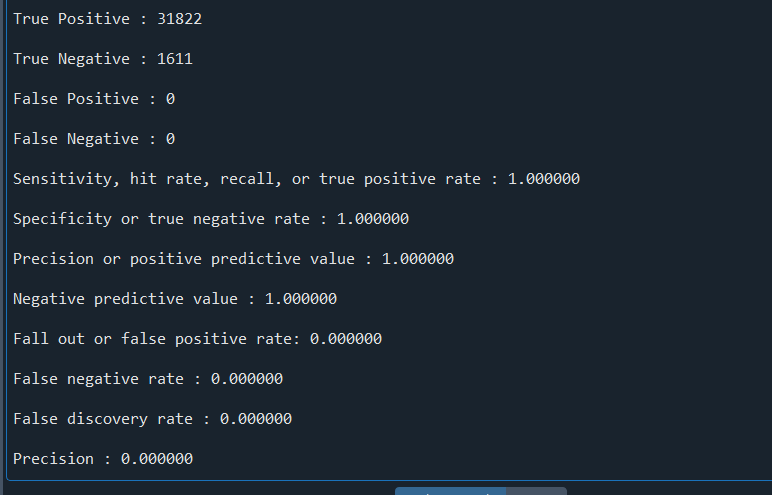 True Positive : 31822
True Negative : 1611
False Positive : 0
False Negative : 0
Sensitivity, hit rate, recall, or true positive rate : 1.000000
Specificity or true negative rate : 1.000000
Precision or positive predictive value : 1.000000
Negative predictive value : 1.000000
Fall out or false positive rate: 0.000000
False negative rate : 0.000000
False discovery rate : 0.000000
Precision : 0.000000